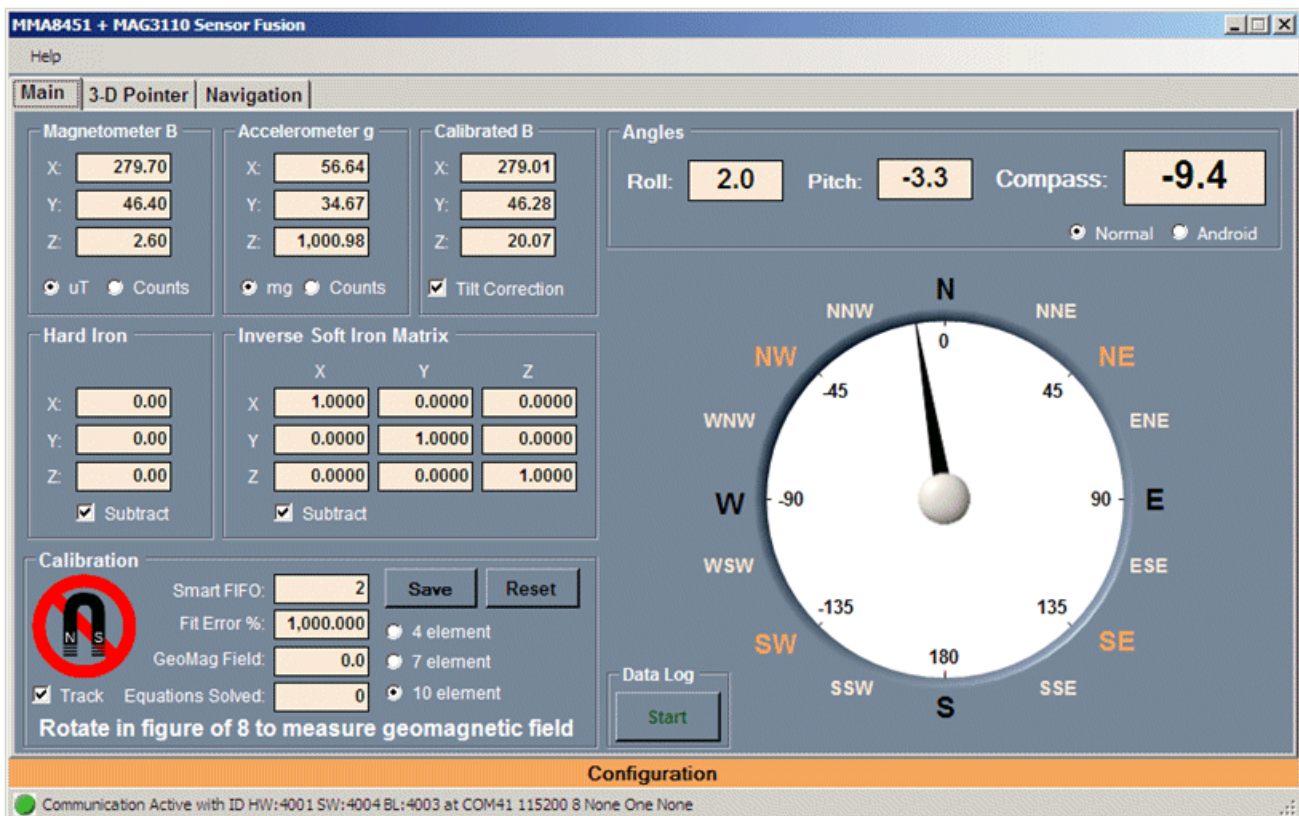 MMA8451 + MAG3110 Sensor Fusion
Help
Main 3-D Pointer Navigation
Magnetometer B
X: 279.70
Y: 46.40
Z: 2.60
uT Counts
Accelerometer g
X: 56.64
Y: 34.67
Z: 1,000.98
mg Counts
Calibrated B
X: 279.01
Y: 46.28
Z: 20.07
Tilt Correction
Angles
Roll: 2.0 Pitch: -3.3 Compass: -9.4
Normal Android
Hard Iron
X: 0.00
Y: 0.00
Z: 0.00
Subtract
Inverse Soft Iron Matrix
X Y Z
X 1.0000 0.0000 0.0000
Y 0.0000 1.0000 0.0000
Z 0.0000 0.0000 1.0000
Subtract
N
NNW NNE
0
NW NE
-45 45
WNW ENE
W -90 90 E
WSW ESE
-135 135
SW SE
180
SSW SSE
S
Calibration
N S
Smart FIFO: 2
Fit Error %: 1,000.000
GeoMag Field: 0.0
Track Equations Solved: 0
Save Reset
4 element
7 element
10 element
Rotate in figure of 8 to measure geomagnetic field
Data Log
Start
Configuration
Communication Active with ID HW:4001 SW:4004 BL:4003 at COM41 115200 8 None One None